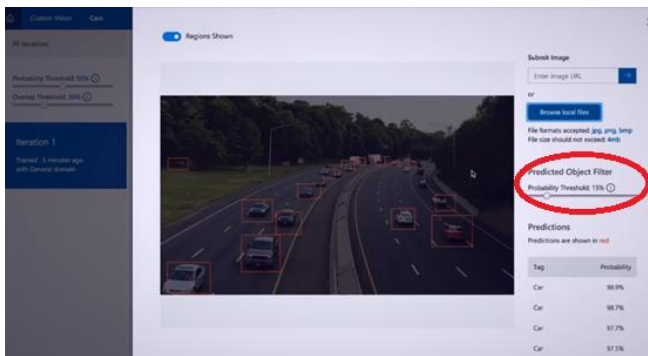 Custom Vision Cars
All Iterations
Probability Threshold: 50%
Overlap Threshold: 30%
Iteration 1
Trained : 3 minutes ago
with General domain
Regions Shown
Submit Image
Enter Image URL
or
Browse local files
File formats accepted: jpg, png, bmp
File size should not exceed: 4mb
Predicted Object Filter
Probability Threshold: 15%
Predictions
Predictions are shown in red
Tag Probability
Car 98.9%
Car 98.7%
Car 97.7%
Car 97.5%